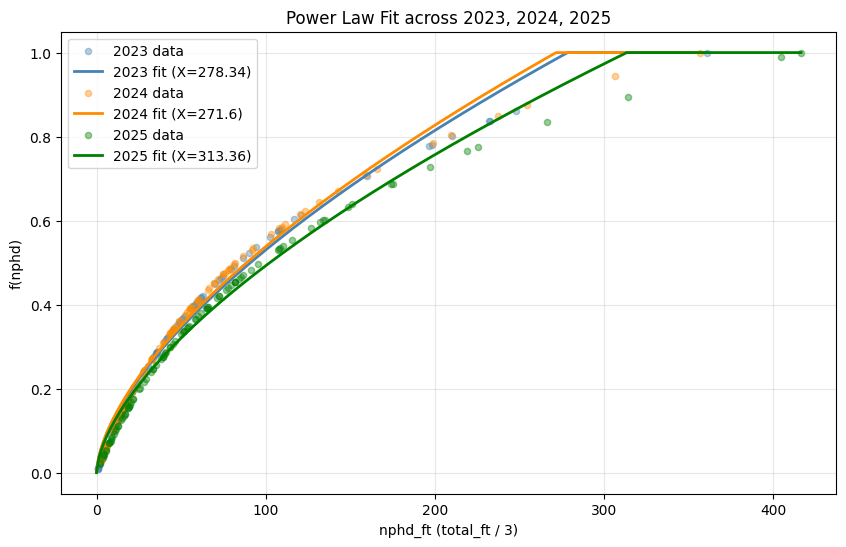 Power Law Fit across 2023, 2024, 2025
2023 data
2023 fit (X=278.34)
2024 data
2024 fit (X=271.6)
2025 data
2025 fit (X=313.36)
f(nphd)
1.0
0.8
0.6
0.4
0.2
0.0
0 100 200 300 400
nphd_ft (total_ft / 3)